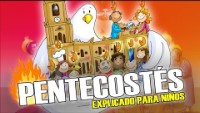 PENTECOSTÉS
EXPLICADO PARA NIÑOS